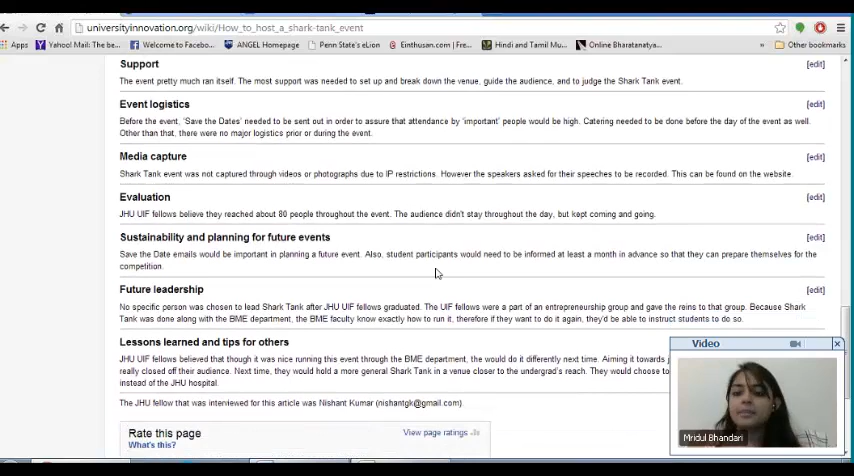 universityinnovation.org/wiki/How_to_host_a_shark-tank_event
Apps Yahoo! Mail: The be... Welcome to Facebo... ANGEL Homepage Penn State's eLion Einthusan.com | Fre... Hindi and Tamil Mu... Online Bharatanatya... » Other bookmarks
Support [edit]
The event pretty much ran itself. The most support was needed to set up and break down the venue, guide the audience, and to judge the Shark Tank event.
Event logistics [edit]
Before the event, 'Save the Dates' needed to be sent out in order to assure that attendance by 'important' people would be high. Catering needed to be done before the day of the event as well.
Other than that, there were no major logistics prior or during the event.
Media capture [edit]
Shark Tank event was not captured through videos or photographs due to IP restrictions. However the speakers asked for their speeches to be recorded. This can be found on the website.
Evaluation [edit]
JHU UIF fellows believe they reached about 80 people throughout the event. The audience didn't stay throughout the day, but kept coming and going.
Sustainability and planning for future events [edit]
Save the Date emails would be important in planning a future event. Also, student participants would need to be informed at least a month in advance so that they can prepare themselves for the
competition.
Future leadership [edit]
No specific person was chosen to lead Shark Tank after JHU UIF fellows graduated. The UIF fellows were a part of an entrepreneurship group and gave the reins to that group. Because Shark
Tank was done along with the BME department, the BME faculty know exactly how to run it, therefore if they want to do it again, they'd be able to instruct students to do so.
Lessons learned and tips for others
JHU UIF fellows believed that though it was nice running this event through the BME department, the would do it differently next time. Aiming it towards
really closed off their audience. Next time, they would hold a more general Shark Tank in a venue closer to the undergrad's reach. They would choose to
instead of the JHU hospital.
The JHU fellow that was interviewed for this article was Nishant Kumar (nishantgk@gmail.com)
Rate this page View page ratings
What's this?
Video
Mridul Bhandari